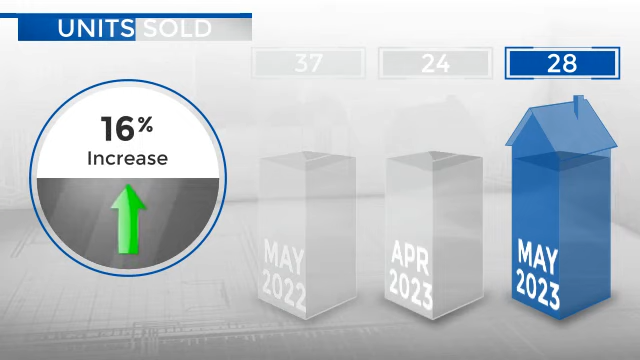 UNITS SOLD
37
24
28
16%
Increase
MAY
2022
APR
2023
MAY
2023